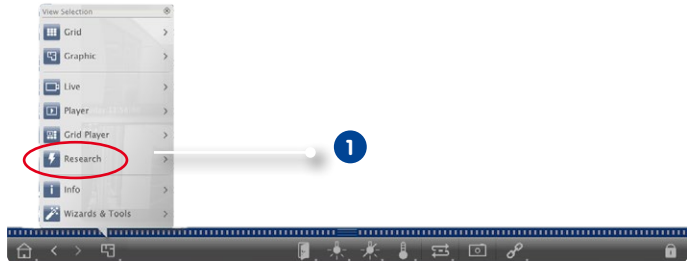 View Selection
Grid
Graphic
Live
Player
Grid Player
Research
1
Info
Wizards & Tools